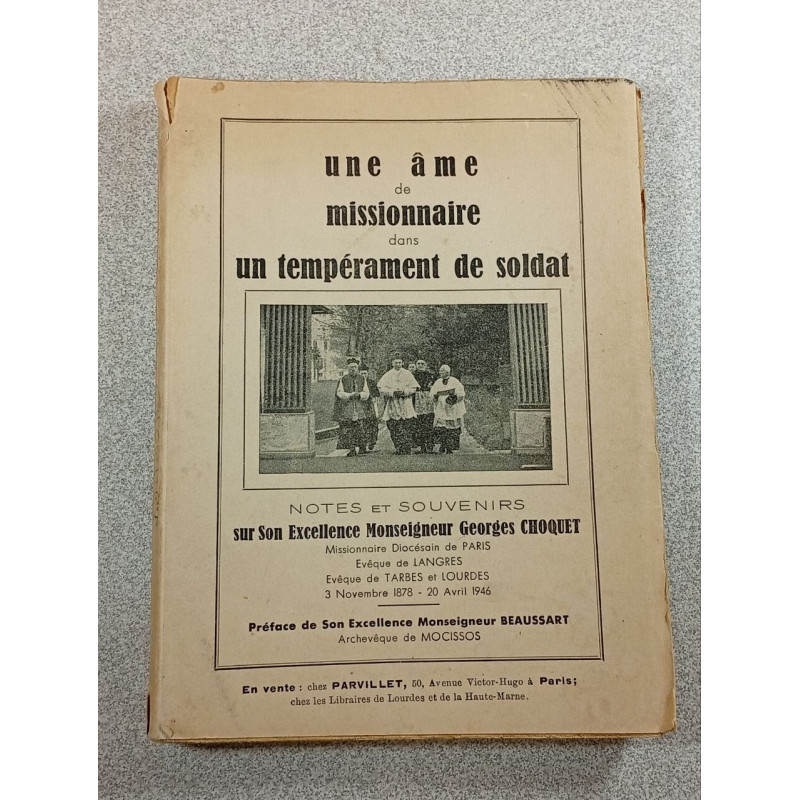 une âme
de
missionnaire
dans
un tempérament de soldat
NOTES ET SOUVENIRS
sur Son Excellence Monseigneur Georges CHOQUET
Missionnaire Diocésain de PARIS
Evêque de LANGRES
Evêque de TARBES et LOURDES
3 Novembre 1878 - 20 Avril 1946
Préface de Son Excellence Monseigneur BEAUSSART
Archevêque de MOCISSOS
En vente : chez PARVILLET, 50, Avenue Victor-Hugo à Paris;
chez les Libraires de Lourdes et de la Haute-Marne.